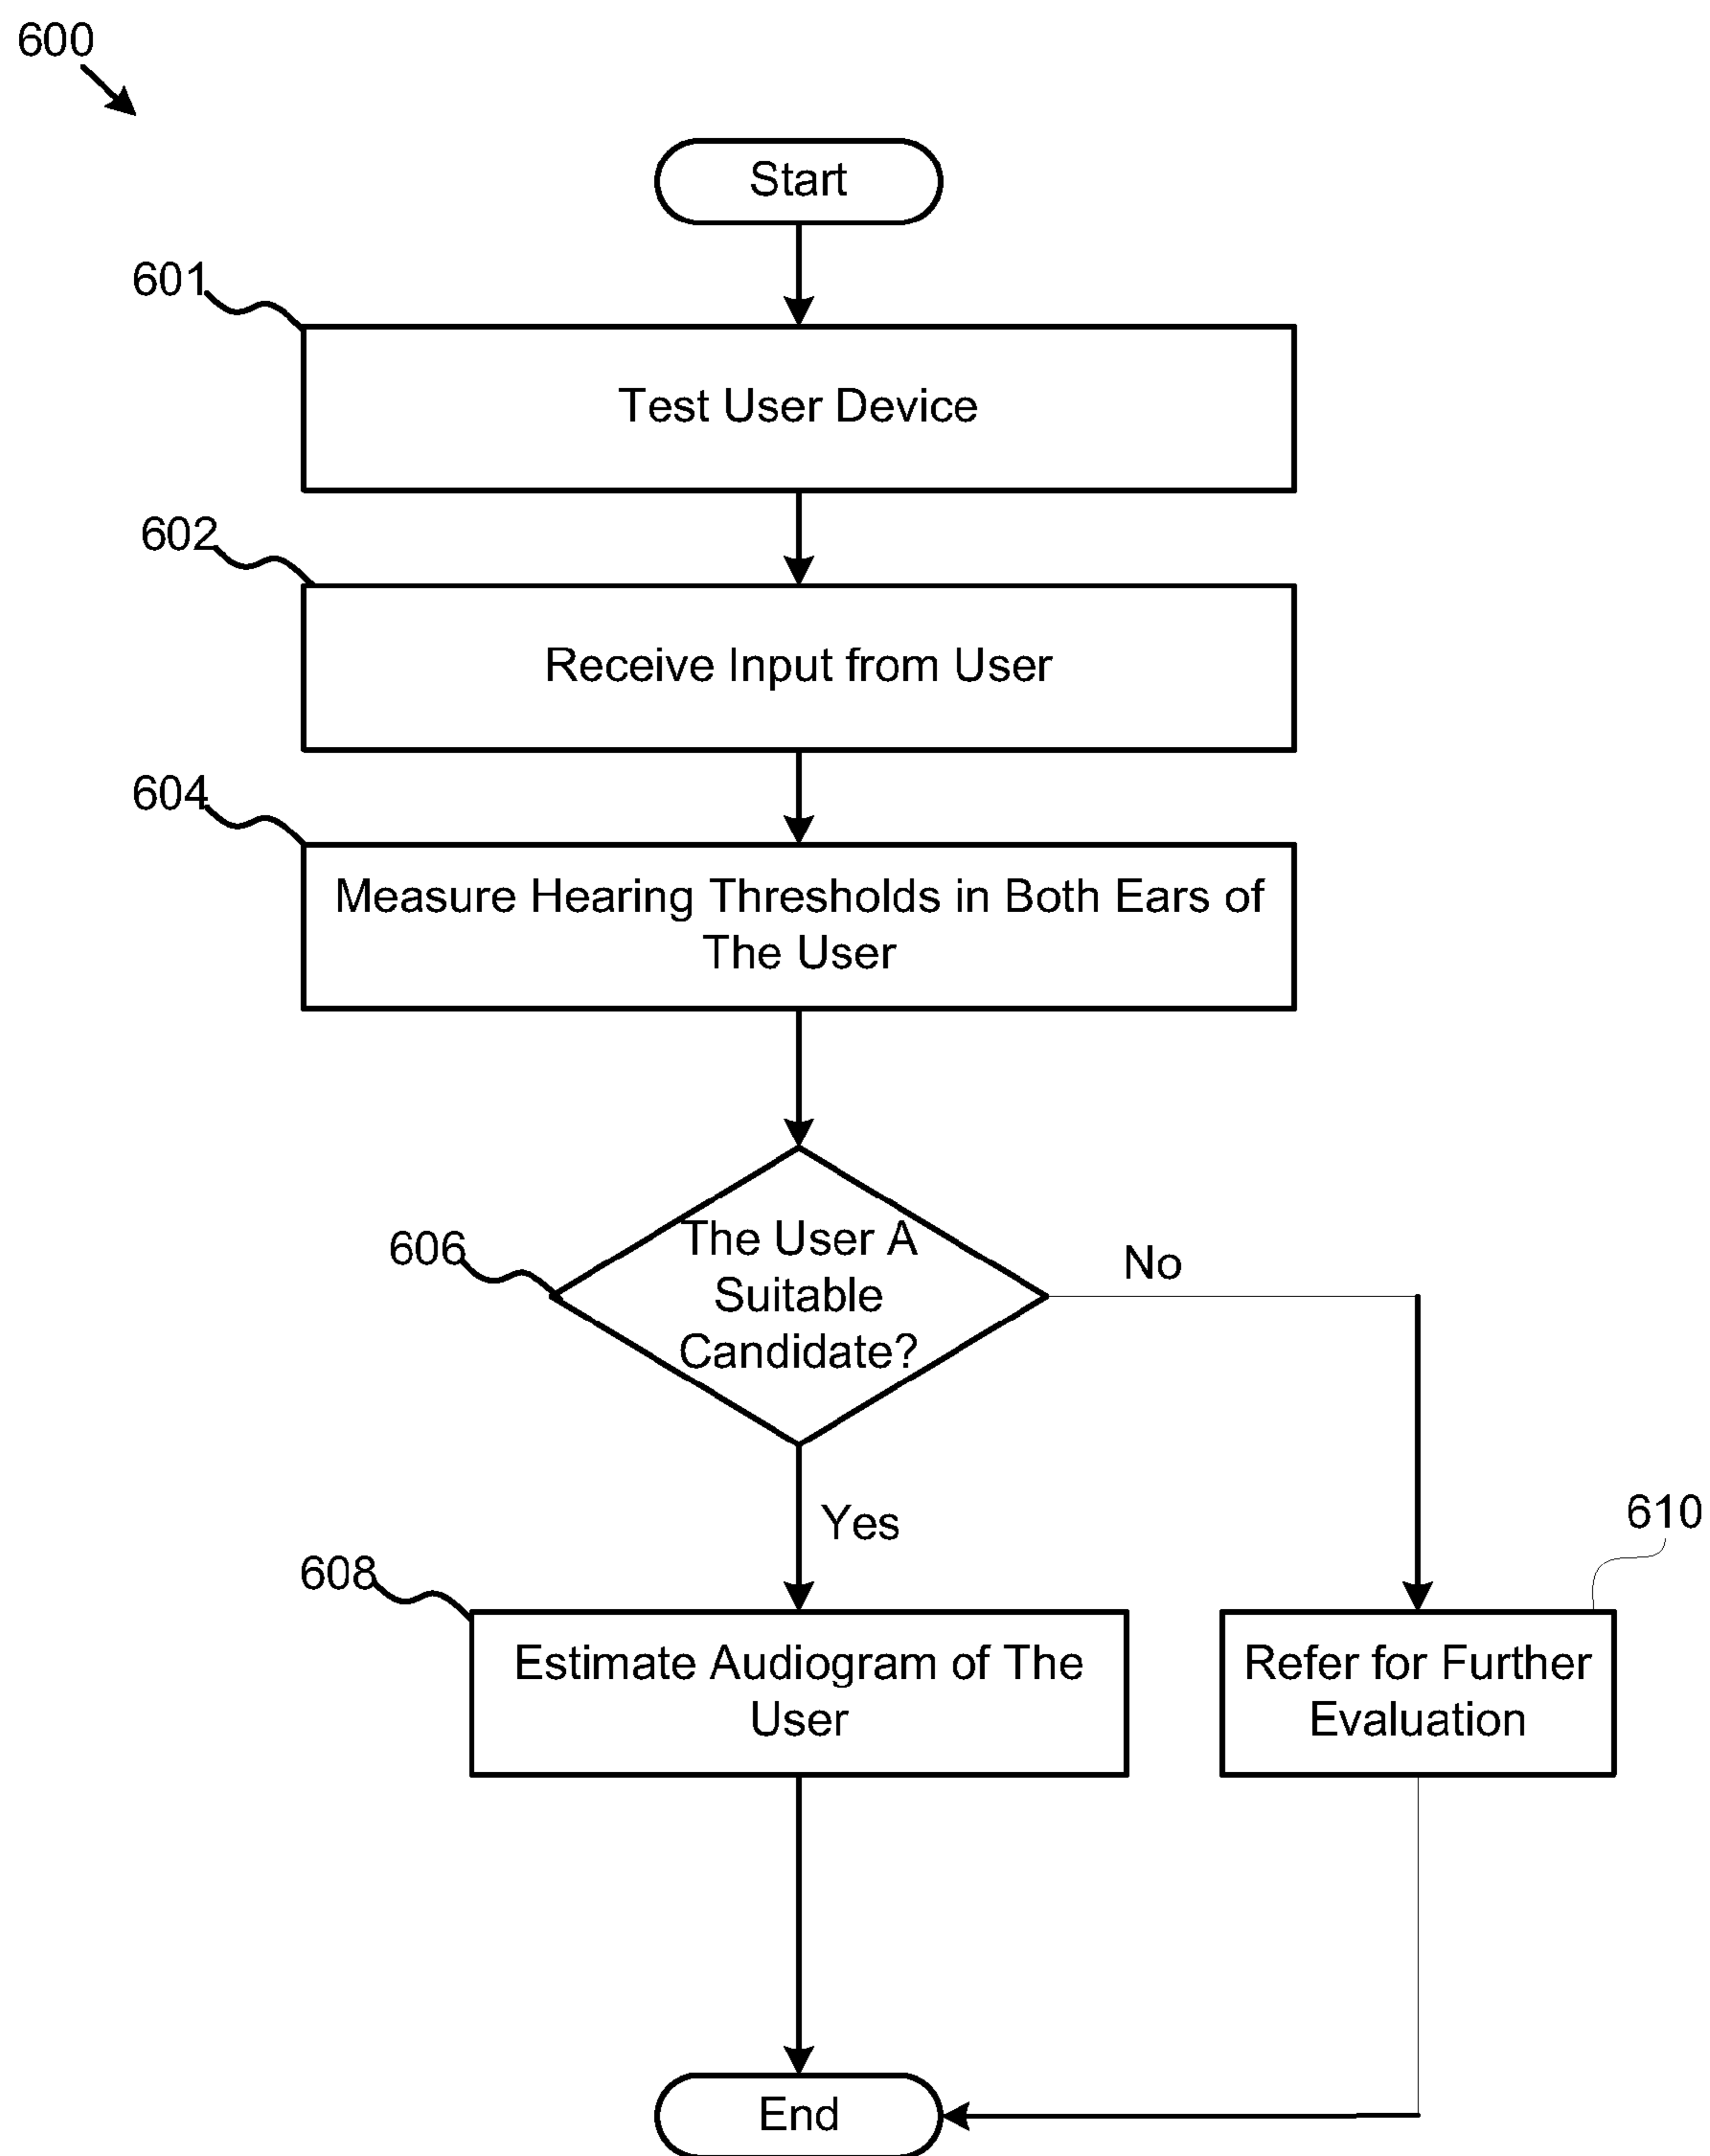 600
Start
601
Test User Device
602
Receive Input from User
604
Measure Hearing Thresholds in Both Ears of
The User
606
The User A
Suitable
Candidate?
No
Yes
608
Estimate Audiogram of The
User
610
Refer for Further
Evaluation
End